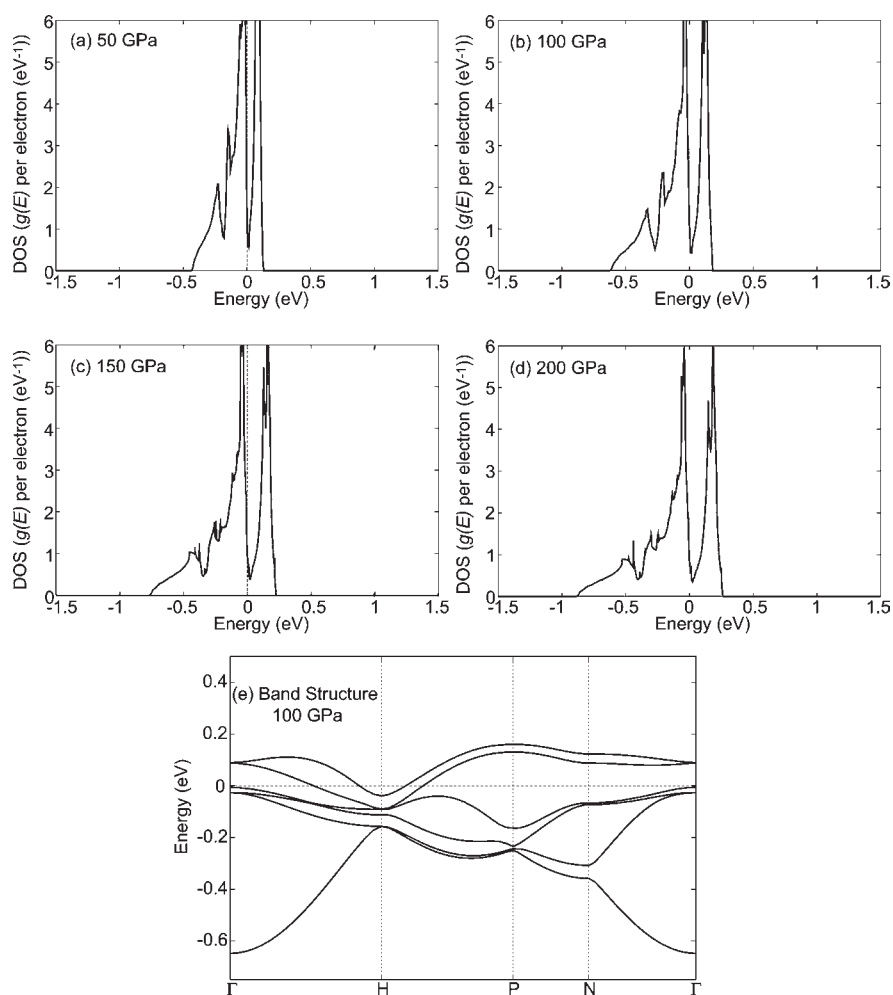 (a) 50 GPa
DOS (g(E) per electron (eV-1))
6
5
4
3
2
1
0
-1.5 -1 -0.5 0 0.5 1 1.5
Energy (eV)
(b) 100 GPa
DOS (g(E) per electron (eV-1))
6
5
4
3
2
1
0
-1.5 -1 -0.5 0 0.5 1 1.5
Energy (eV)
(c) 150 GPa
DOS (g(E) per electron (eV-1))
6
5
4
3
2
1
0
-1.5 -1 -0.5 0 0.5 1 1.5
Energy (eV)
(d) 200 GPa
DOS (g(E) per electron (eV-1))
6
5
4
3
2
1
0
-1.5 -1 -0.5 0 0.5 1 1.5
Energy (eV)
(e) Band Structure
100 GPa
Energy (eV)
0.4
0.2
0
-0.2
-0.4
-0.6
Γ H P N Γ